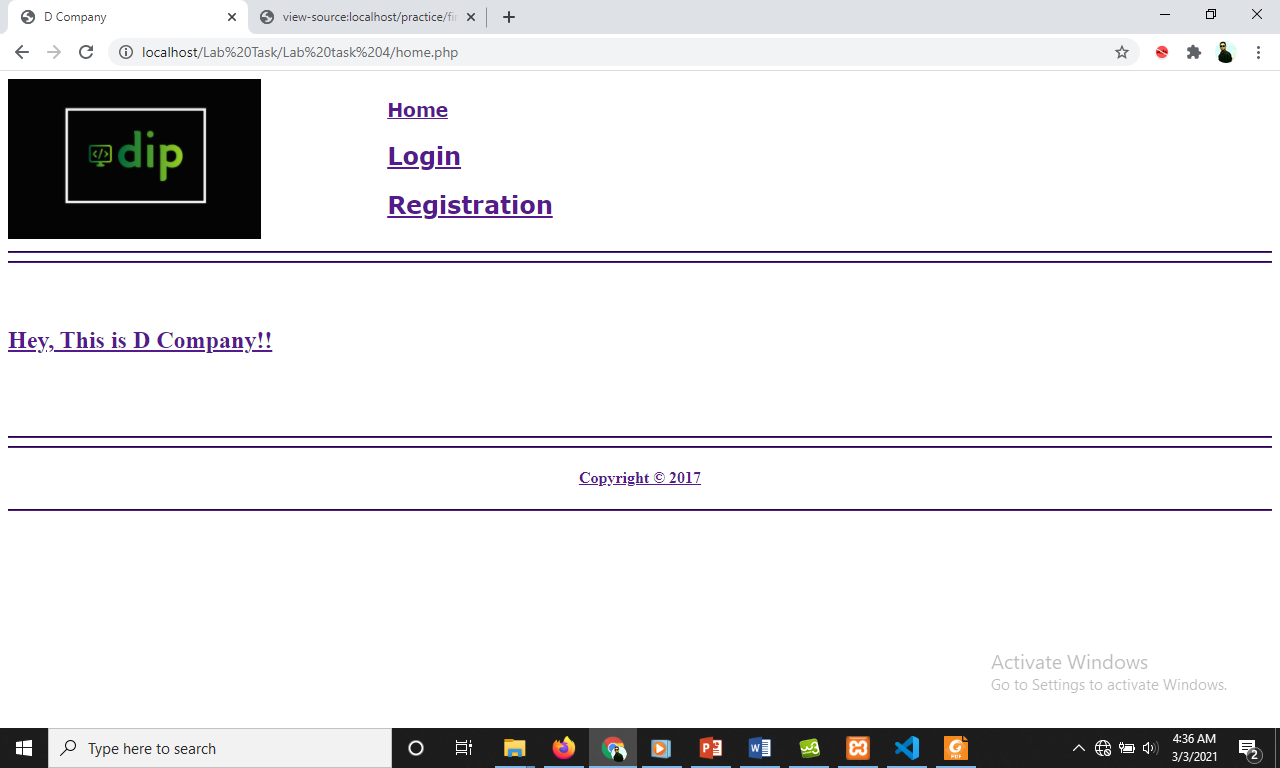 D Company
view-source:localhost/practice/fin
localhost/Lab%20Task/Lab%20task%204/home.php
</> dip
Home
Login
Registration
Hey, This is D Company!!
Copyright © 2017
Activate Windows
Go to Settings to activate Windows.
Type here to search
4:36 AM
3/3/2021
2